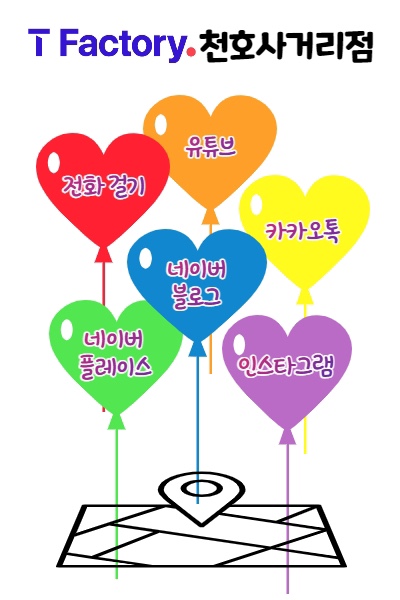 T Factory. 천호사거리점
유튜브
전화 걸기
카카오톡
네이버
블로그
네이버
플레이스
인스타그램